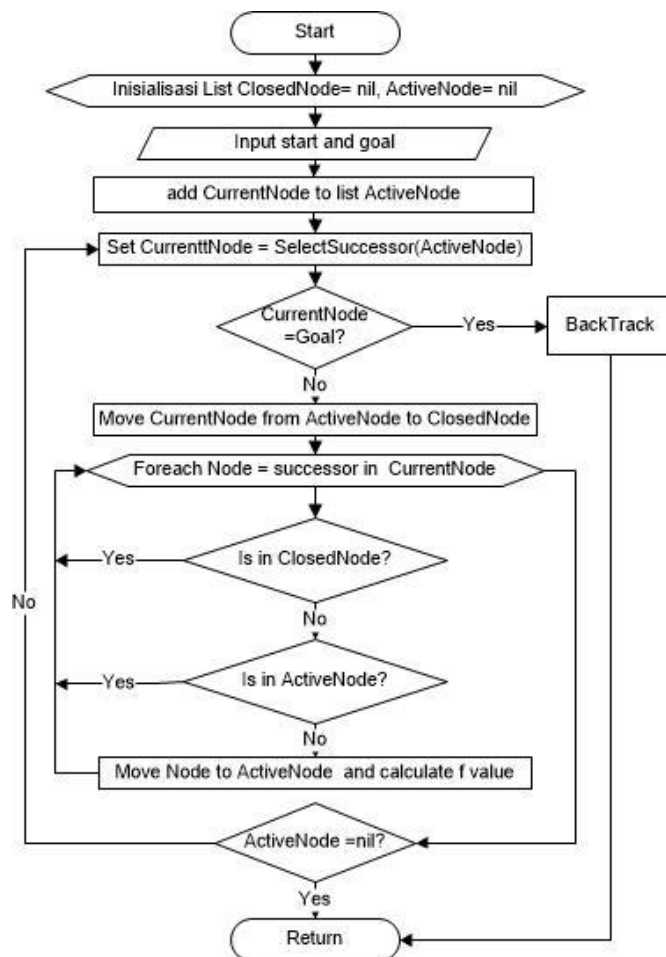 Start
Inisialisasi List ClosedNode= nil, ActiveNode= nil
Input start and goal
add CurrentNode to list ActiveNode
Set CurrenttNode = SelectSuccessor(ActiveNode)
CurrentNode
=Goal?
Yes
BackTrack
No
Move CurrentNode from ActiveNode to ClosedNode
Foreach Node = successor in CurrentNode
Is in ClosedNode?
Yes
No
No
Is in ActiveNode?
Yes
No
Move Node to ActiveNode and calculate f value
ActiveNode =nil?
Yes
Return